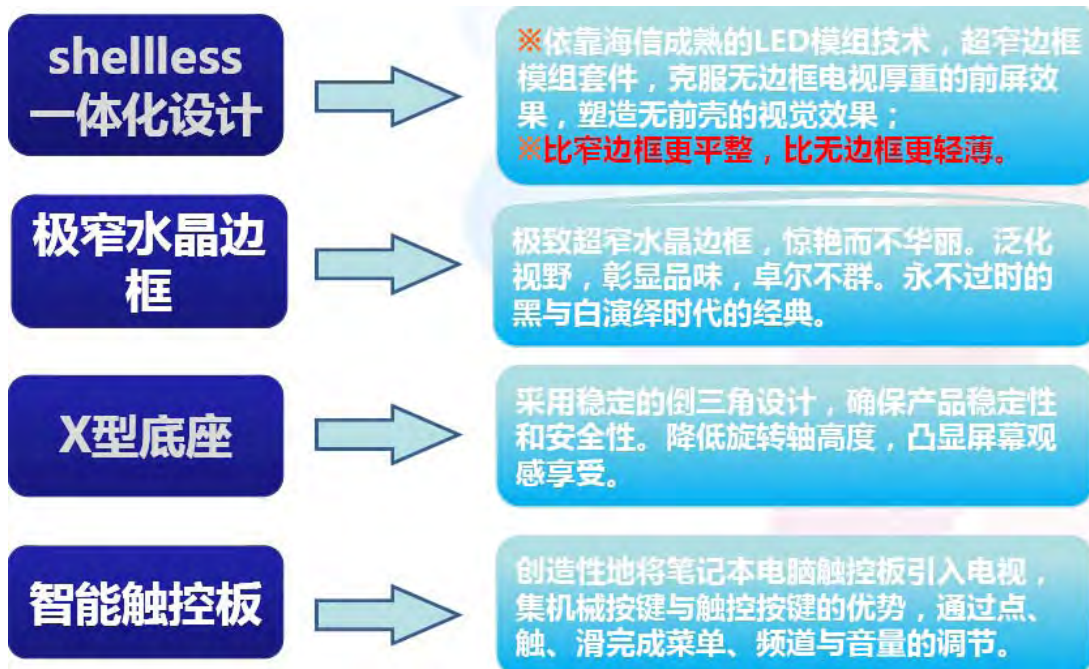 shellless
一体化设计
※依靠海信成熟的LED模组技术，超窄边框
模组套件，克服无边框电视厚重的前屏效
果，塑造无前壳的视觉效果；
※比窄边框更平整，比无边框更轻薄。
极窄水晶边
框
极致超窄水晶边框，惊艳而不华丽。泛化
视野，彰显品味，卓尔不群。永不过时的
黑与白演绎时代的经典。
X型底座
采用稳定的倒三角设计，确保产品稳定性
和安全性。降低旋转轴高度，凸显屏幕观
感享受。
智能触控板
创造性地将笔记本电脑触控板引入电视，
集机械按键与触控按键的优势，通过点、
触、滑完成菜单、频道与音量的调节。